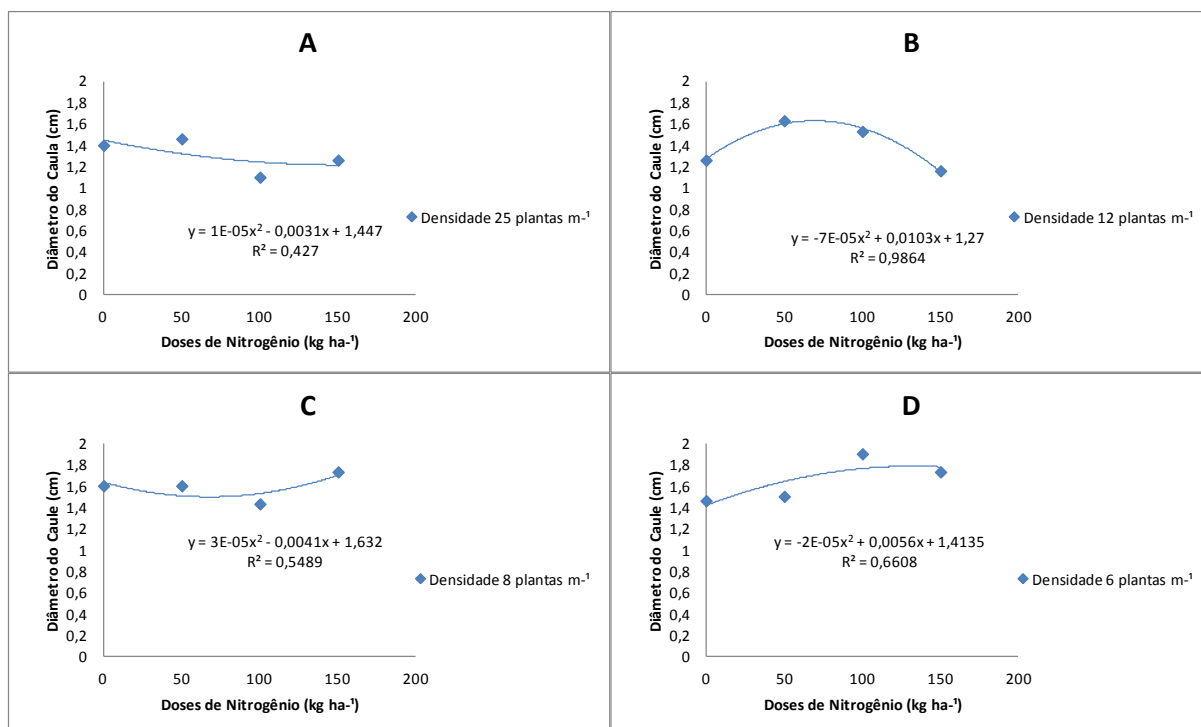 A
Diâmetro do Caula (cm)
2
1,8
1,6
1,4
1,2
1
0,8
0,6
0,4
0,2
0
y = 1E-05x² - 0,0031x + 1,447
R² = 0,427
Densidade 25 plantas m-¹
0 50 100 150 200
Doses de Nitrogênio (kg ha-¹)
B
Diâmetro do Caule (cm)
2
1,8
1,6
1,4
1,2
1
0,8
0,6
0,4
0,2
0
y = -7E-05x² + 0,0103x + 1,27
R² = 0,9864
Densidade 12 plantas m-¹
0 50 100 150 200
Doses de Nitrogênio (kg ha-¹)
C
Diâmetro do Caule (cm)
2
1,8
1,6
1,4
1,2
1
0,8
0,6
0,4
0,2
0
y = 3E-05x² - 0,0041x + 1,632
R² = 0,5489
Densidade 8 plantas m-¹
0 50 100 150 200
Doses de Nitrogênio (kg ha-¹)
D
Diâmetro do Caule (cm)
2
1,8
1,6
1,4
1,2
1
0,8
0,6
0,4
0,2
0
y = -2E-05x² + 0,0056x + 1,4135
R² = 0,6608
Densidade 6 plantas m-¹
0 50 100 150 200
Doses de Nitrogênio (kg ha-¹)